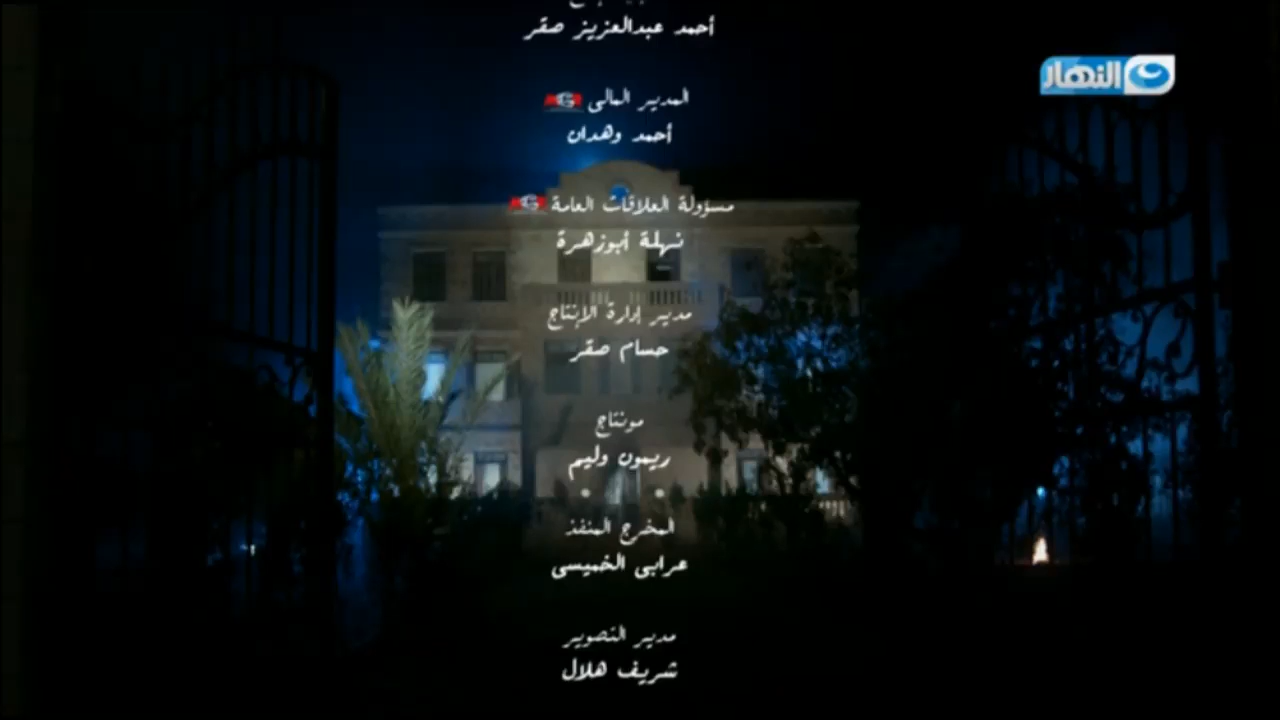 أحمد عبدالعزيز صقر
النهار
المدير المالى
أحمد وهدان
مسؤولة العلاقات العامة
نهلة أبوزهرة
مدير إدارة الإنتاج
حسام صقر
مونتاج
ريمون وليم
المخرج المنفذ
عرابى الخميسى
مدير التصوير
شريف هلال